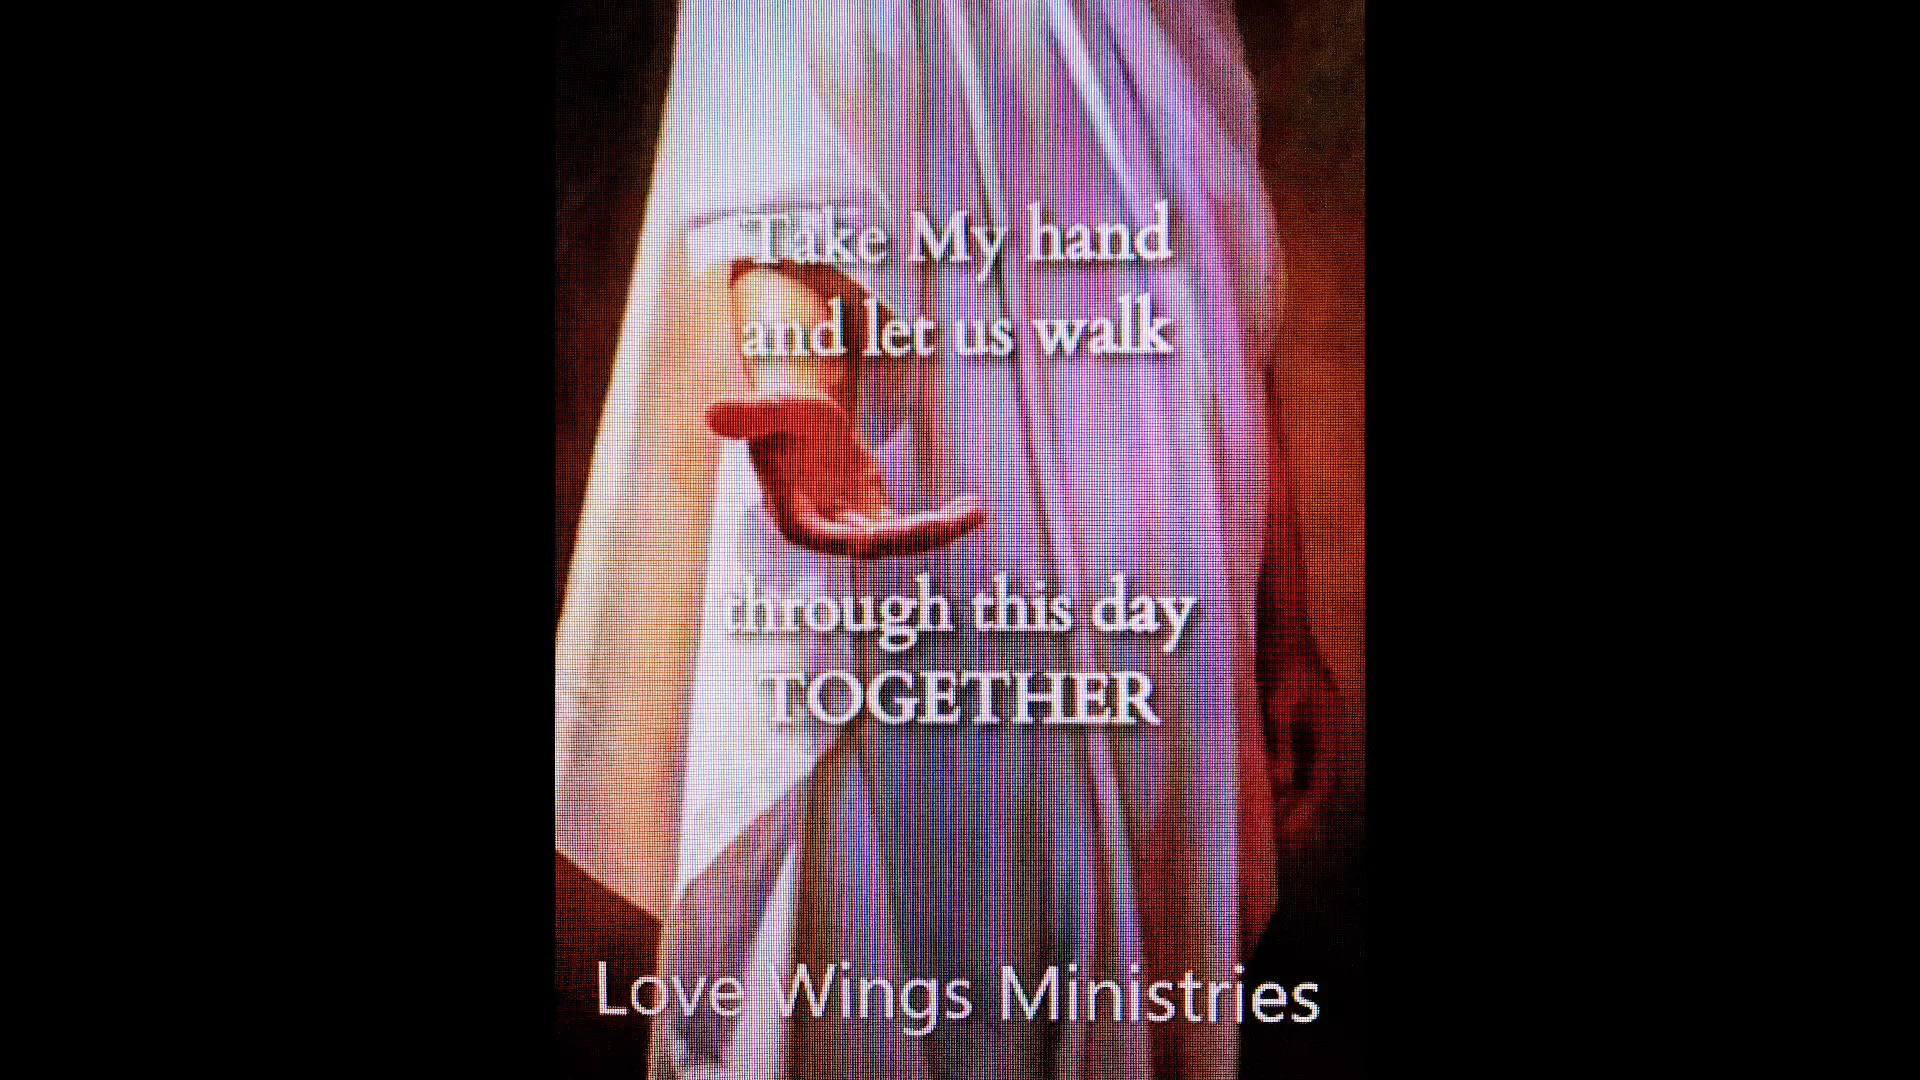 Take My hand
and let us walk
through this day
TOGETHER
Love Wings Ministries